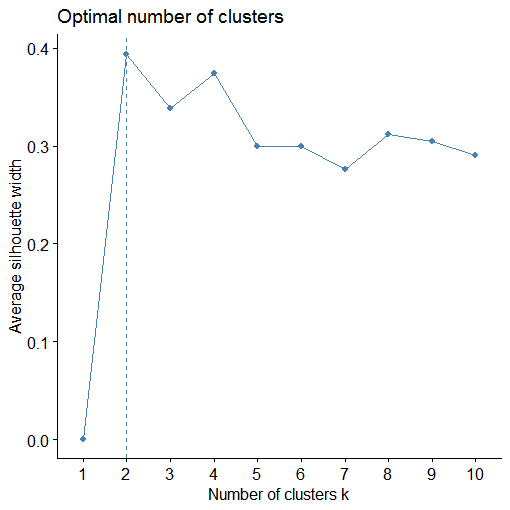 Optimal number of clusters
0.4
0.3
0.2
0.1
0.0
Average silhouette width
1 2 3 4 5 6 7 8 9 10
Number of clusters k